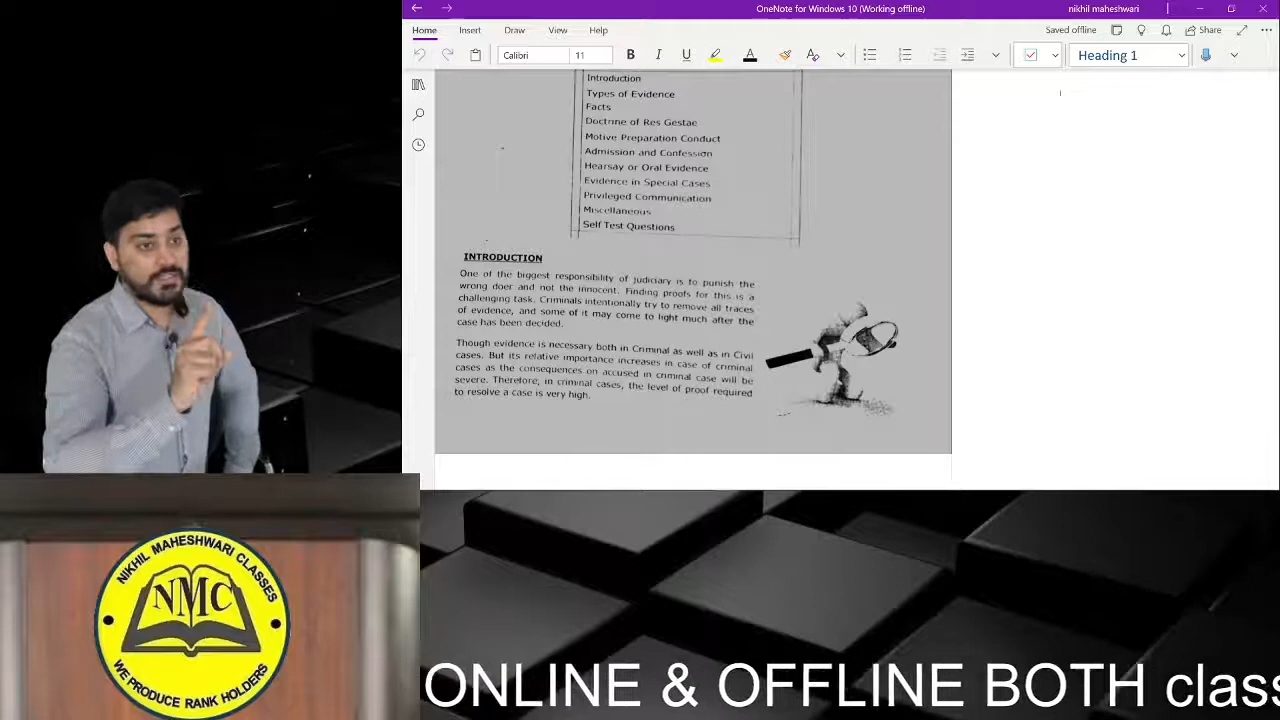 OneNote for Windows 10 (Working offline)
nikhil maheshwari
Home Insert Draw View Help
Saved offline
Share
Calibri 11 B I U A A Heading 1
Introduction
Types of Evidence
Facts
Doctrine of Res Gestae
Motive Preparation Conduct
Admission and Confession
Hearsay or Oral Evidence
Evidence in Special Cases
Privileged Communication
Miscellaneous
Self Test Questions
INTRODUCTION
One of the biggest responsibility of judiciary is to punish the
wrong doer and not the innocent. Finding proofs for this is a
challenging task. Criminals intentionally try to remove all traces
of evidence, and some of it may come to light much after the
case has been decided.
Though evidence is necessary both in Criminal as well as in Civil
cases. But its relative importance increases in case of criminal
cases as the consequences on accused in criminal case will be
severe. Therefore, in criminal cases, the level of proof required
to resolve a case is very high.
NIKHIL MAHESHWARI CLASSES
NMC
WE PRODUCE RANK HOLDERS
ONLINE & OFFLINE BOTH class